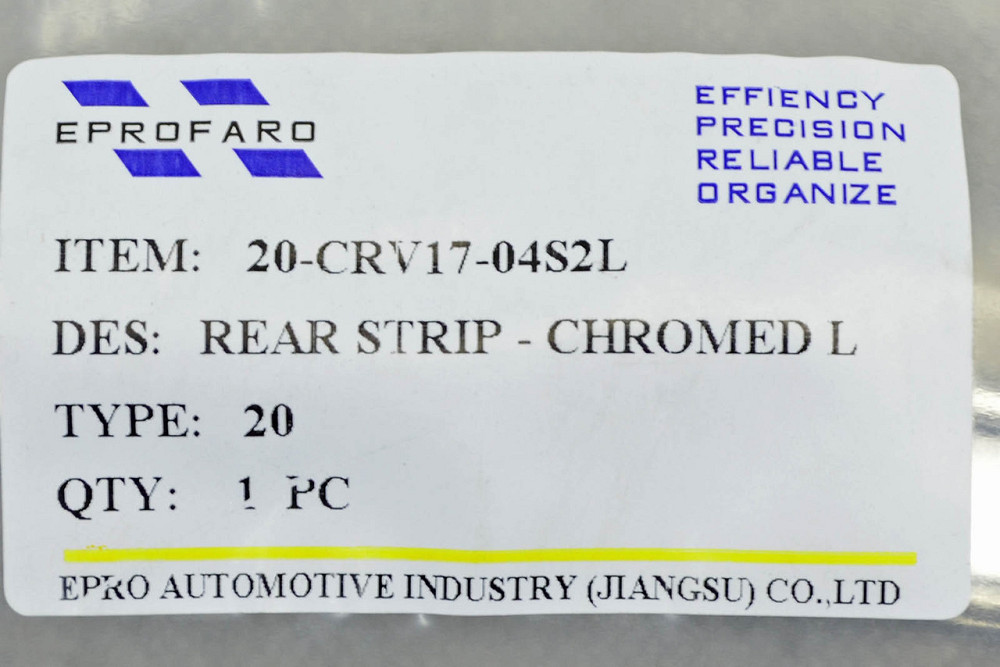 EPROFARO
EFFIENCY
PRECISION
RELIABLE
ORGANIZE
ITEM: 20-CRV17-04S2L
DES: REAR STRIP - CHROMED L
TYPE: 20
QTY: 1 PC
EPRO AUTOMOTIVE INDUSTRY (JIANGSU) CO.,LTD